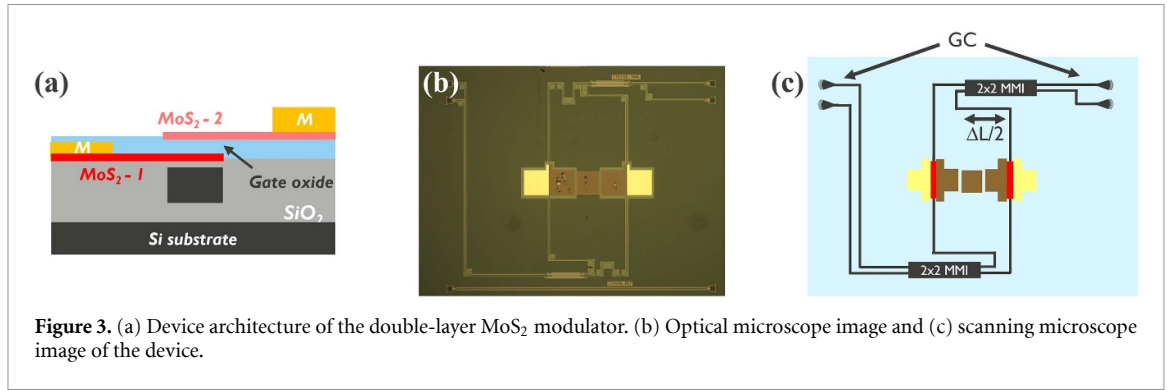 (a)
M
MoS₂ - 2
M
MoS₂ - 1
Gate oxide
SiO₂
Si substrate
(b)
(c)
GC
2x2 MMI
ΔL/2
2x2 MMI
Figure 3. (a) Device architecture of the double-layer MoS₂ modulator. (b) Optical microscope image and (c) scanning microscope
image of the device.